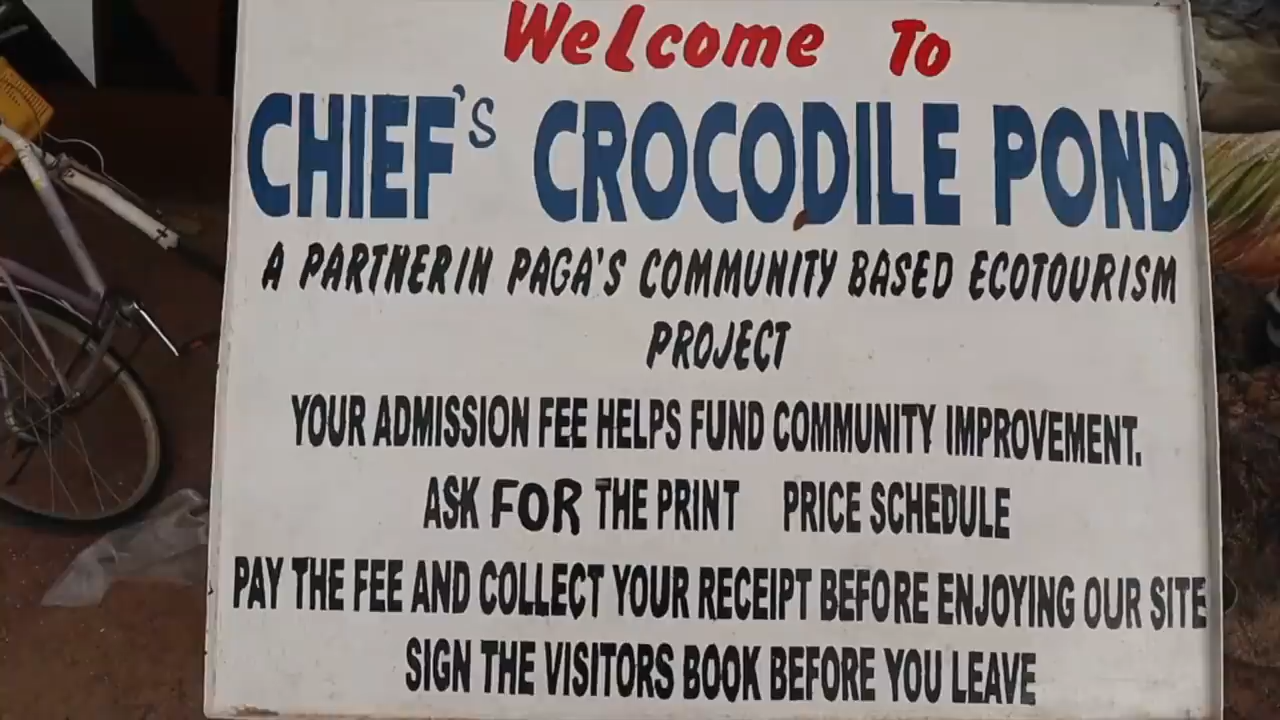 WeLcome To
CHIEF's CROCODILE POND
A PARTNERIN PAGA'S COMMUNITY BASED ECOTOURISM
PROJECT
YOUR ADMISSION FEE HELPS FUND COMMUNITY IMPROVEMENT.
ASK FOR THE PRINT PRICE SCHEDULE
PAY THE FEE AND COLLECT YOUR RECEIPT BEFORE ENJOYING OUR SITE
SIGN THE VISITORS BOOK BEFORE YOU LEAVE